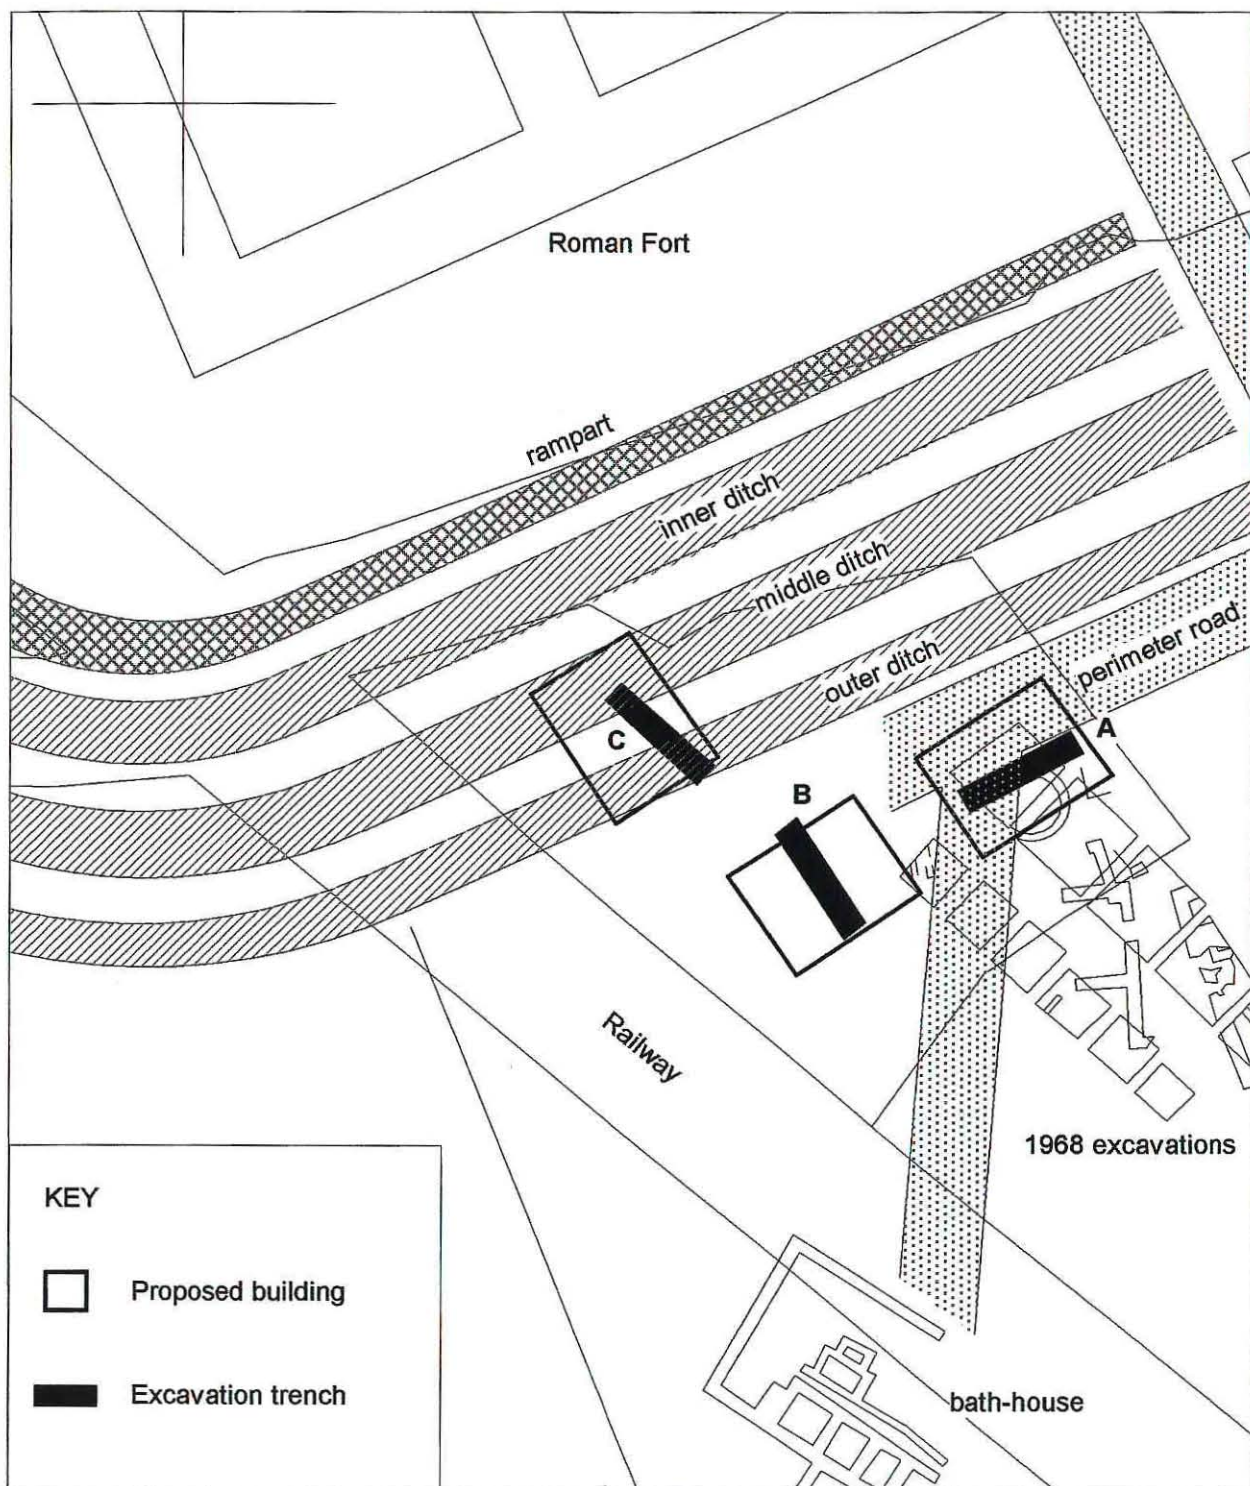 Roman Fort
rampart
inner ditch
middle ditch
outer ditch
perimeter road
A
C
B
Railway
1968 excavations
KEY
Proposed building
Excavation trench
bath-house